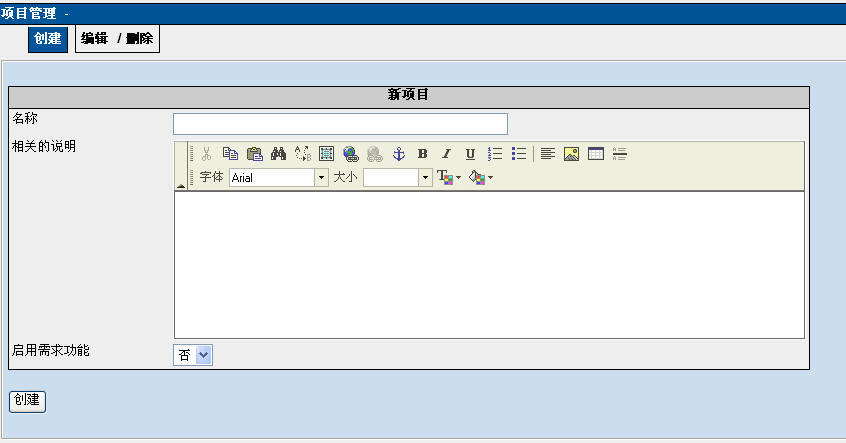 项目管理 -
创建 编辑 / 删除
新项目
名称
相关的说明
B I U
字体 Arial 大小
T
启用需求功能 否
创建